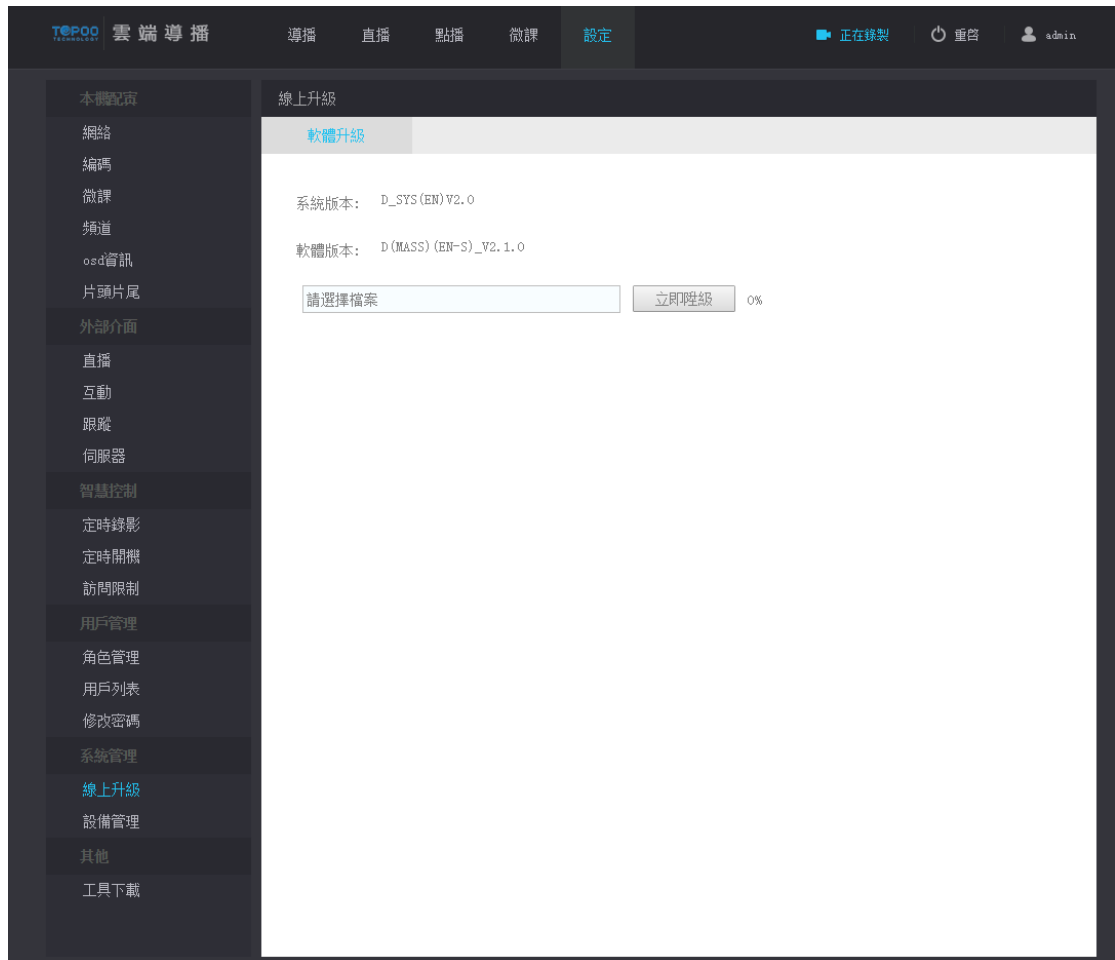 TOPOO TECHNOLOGY 雲端導播
導播 直播 點播 微課 設定
正在錄製 重啓 admin
本機配寘
網絡
編碼
微課
頻道
osd資訊
片頭片尾
外部介面
直播
互動
跟蹤
伺服器
智慧控制
定時錄影
定時開機
訪問限制
用戶管理
角色管理
用戶列表
修改密碼
系統管理
線上升級
設備管理
其他
工具下載
線上升級
軟體升級
系統版本: D_SYS(EN)V2.0
軟體版本: D(MASS)(EN-S)_V2.1.0
請選擇檔案 立即陞級 0%